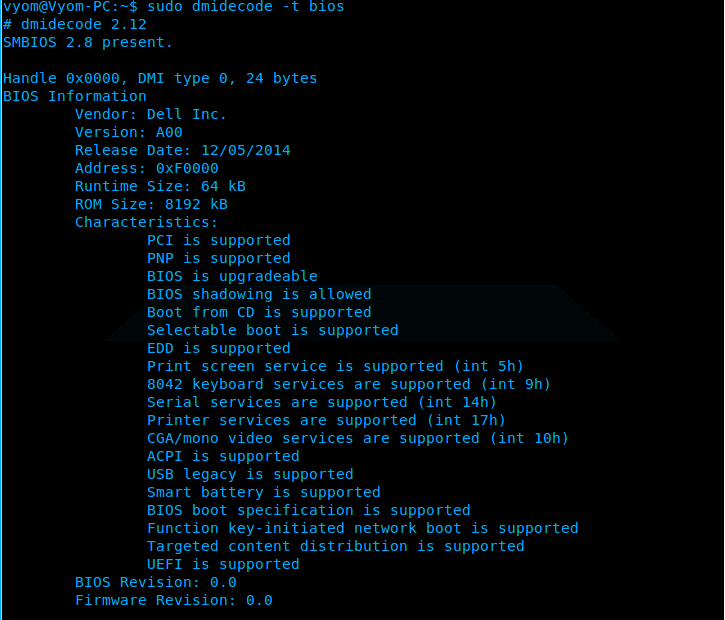 vyom@Vyom-PC:~$ sudo dmidecode -t bios
# dmidecode 2.12
SMBIOS 2.8 present.

Handle 0x0000, DMI type 0, 24 bytes
BIOS Information
        Vendor: Dell Inc.
        Version: A00
        Release Date: 12/05/2014
        Address: 0xF0000
        Runtime Size: 64 kB
        ROM Size: 8192 kB
        Characteristics:
                PCI is supported
                PNP is supported
                BIOS is upgradeable
                BIOS shadowing is allowed
                Boot from CD is supported
                Selectable boot is supported
                EDD is supported
                Print screen service is supported (int 5h)
                8042 keyboard services are supported (int 9h)
                Serial services are supported (int 14h)
                Printer services are supported (int 17h)
                CGA/mono video services are supported (int 10h)
                ACPI is supported
                USB legacy is supported
                Smart battery is supported
                BIOS boot specification is supported
                Function key-initiated network boot is supported
                Targeted content distribution is supported
                UEFI is supported
        BIOS Revision: 0.0
        Firmware Revision: 0.0